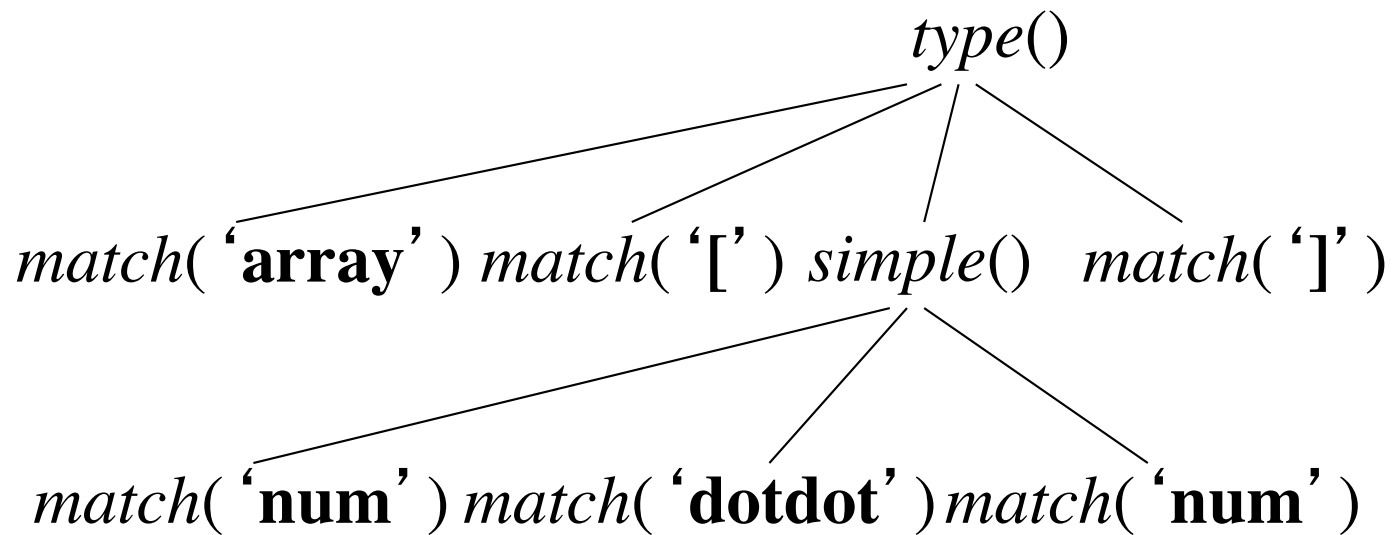 type()
match(‘array’) match(‘[’) simple() match(‘]’)
match(‘num’) match(‘dotdot’) match(‘num’)